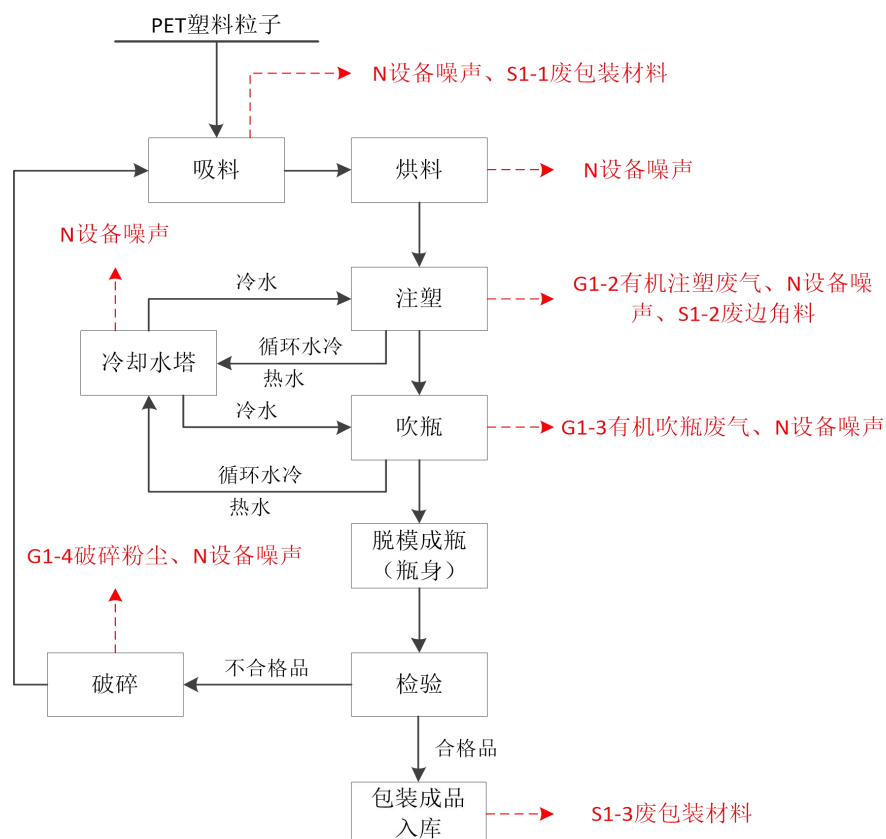 PET塑料粒子
N设备噪声、S1-1废包装材料
吸料
烘料
N设备噪声
N设备噪声
冷水
注塑
G1-2有机注塑废气、N设备噪
声、S1-2废边角料
循环水冷
热水
冷却水塔
冷水
吹瓶
G1-3有机吹瓶废气、N设备噪声
循环水冷
热水
脱模成瓶
（瓶身）
G1-4破碎粉尘、N设备噪声
不合格品
破碎
检验
合格品
包装成品
入库
S1-3废包装材料